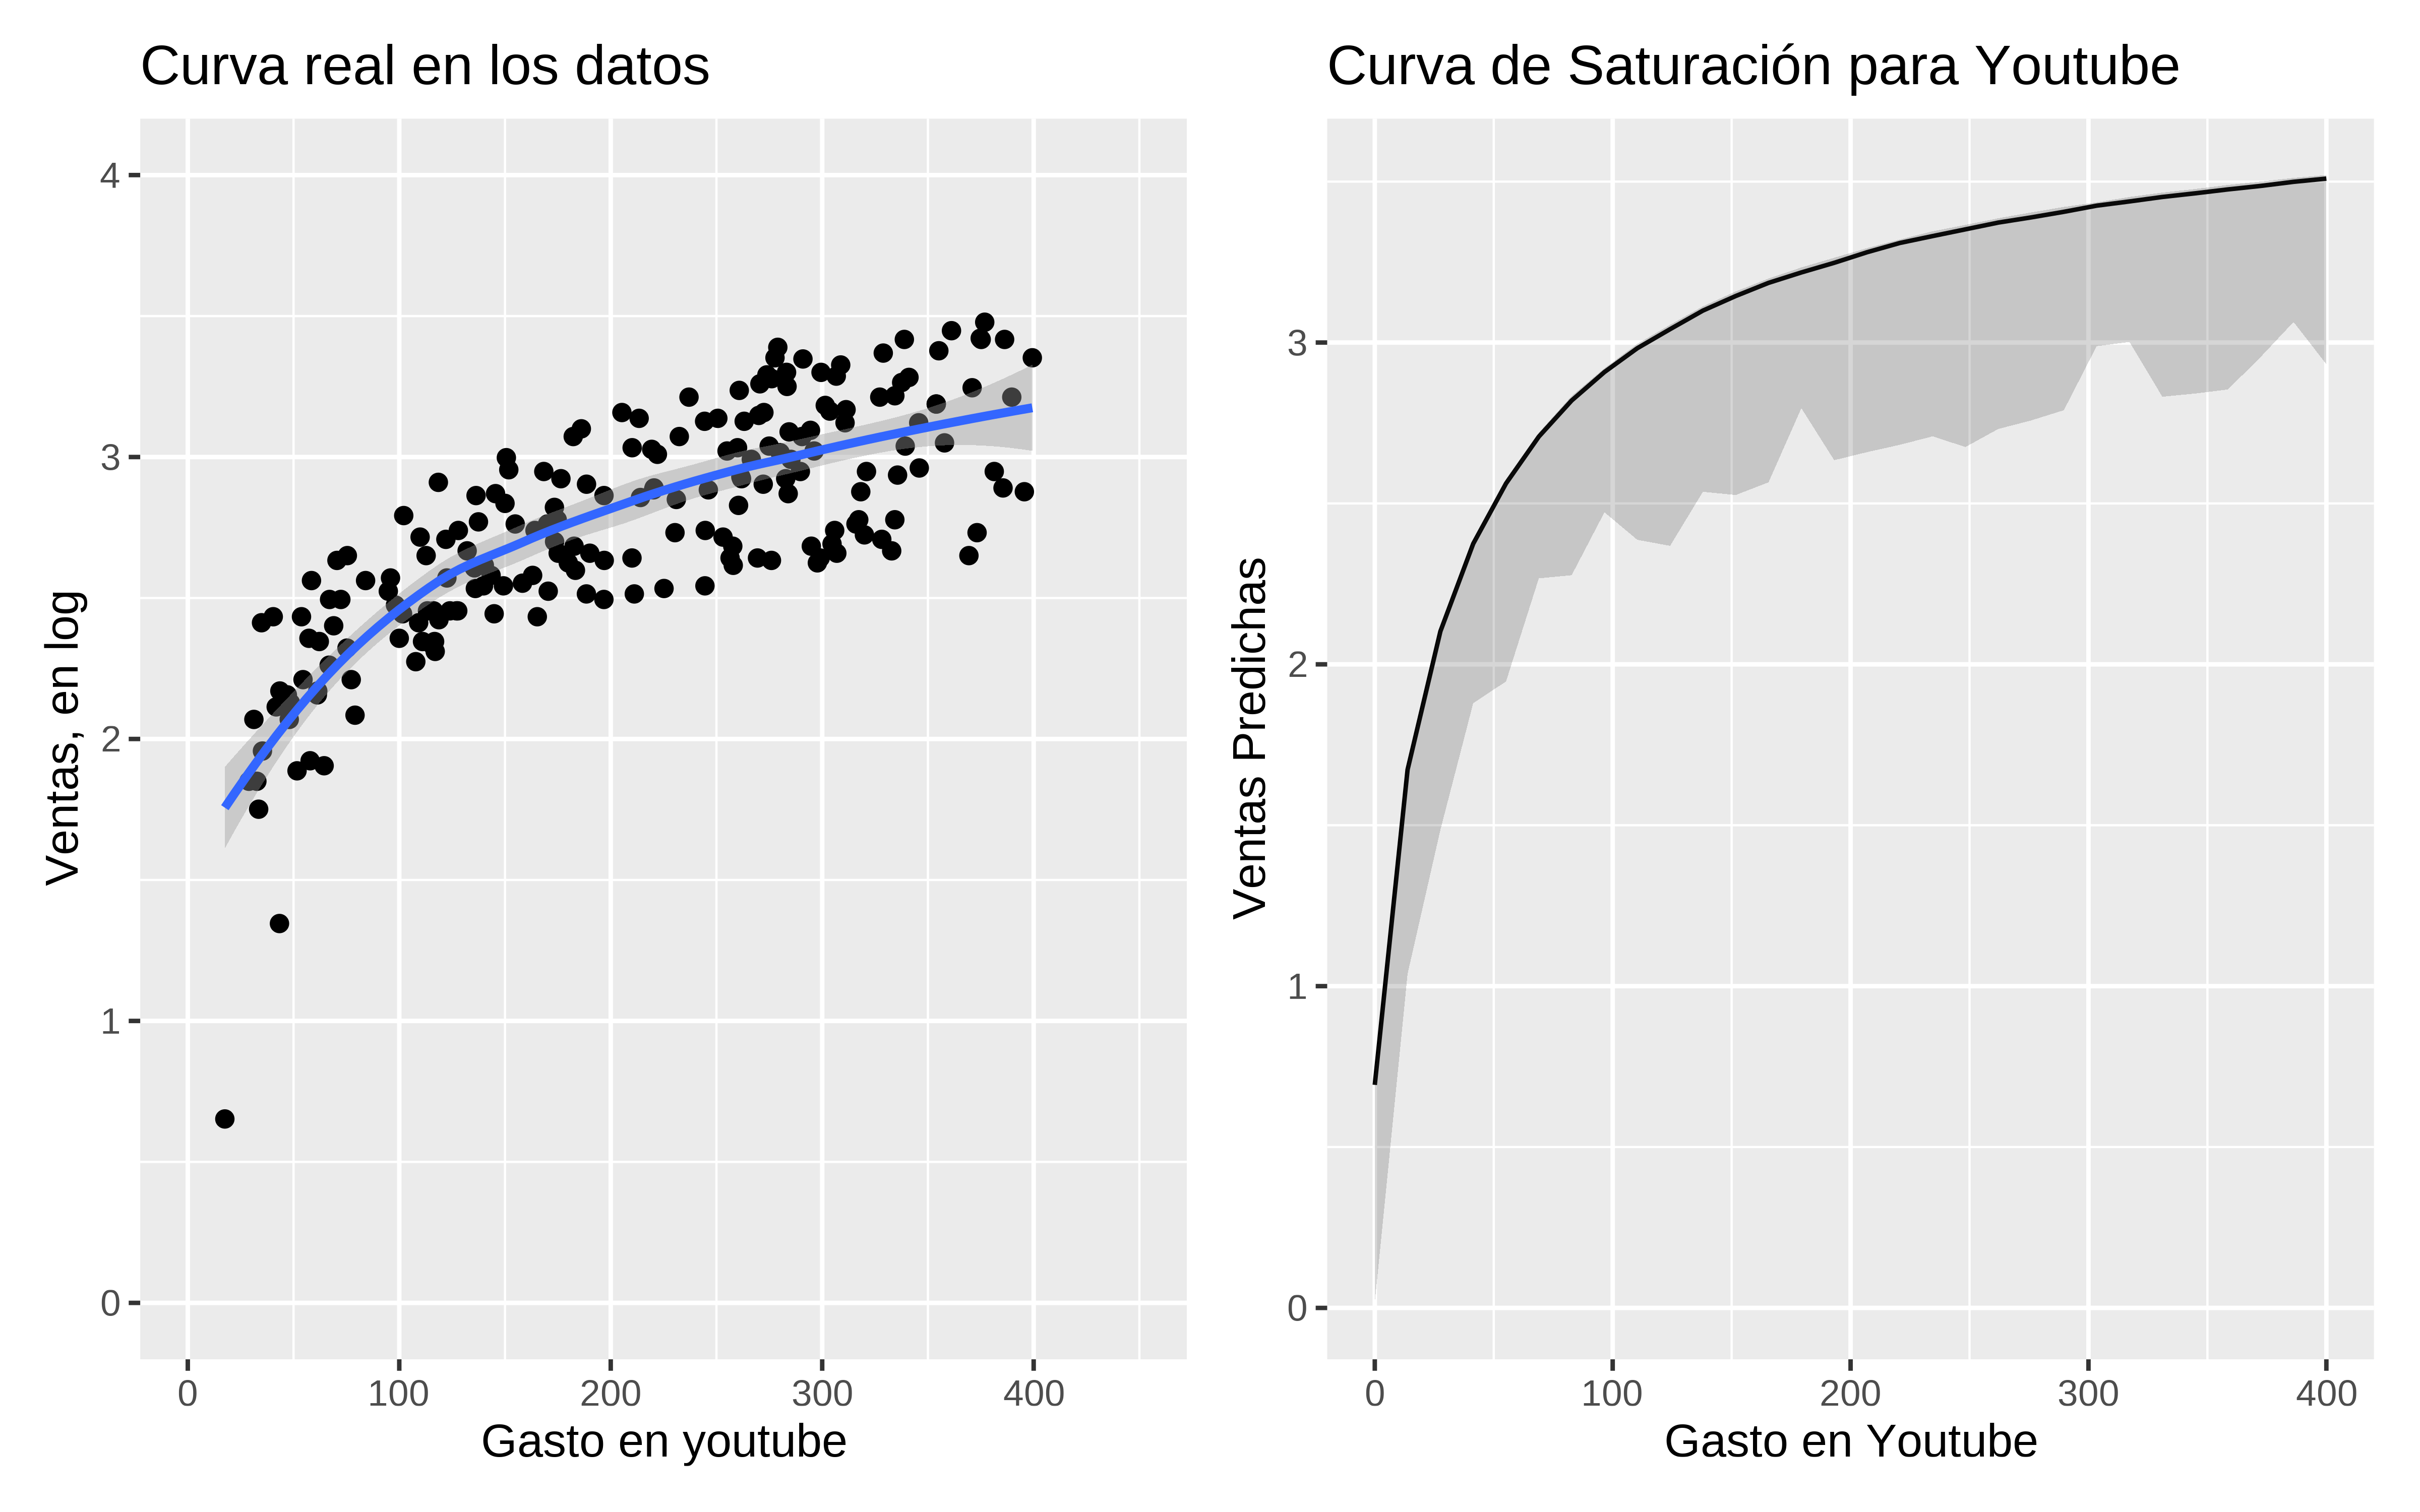 Curva real en los datos
4
3
2
1
0
Ventas, en log
0 100 200 300 400
Gasto en youtube
Curva de Saturación para Youtube
3
2
1
0
Ventas Predichas
0 100 200 300 400
Gasto en Youtube